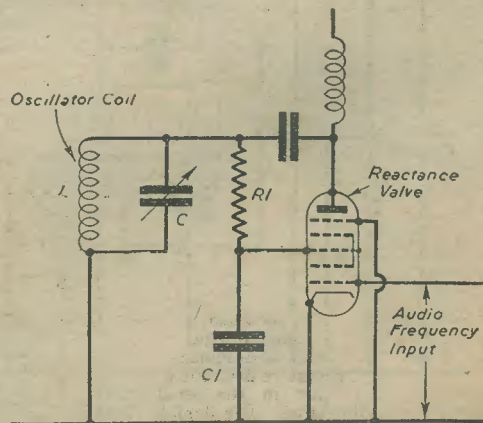 Oscillator Coil
L
C
R1
C1
Reactance
Valve
Audio
Frequency
Input